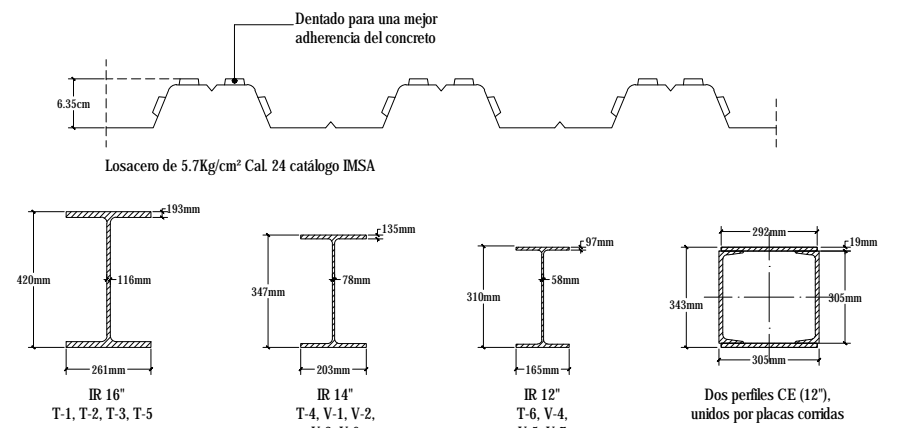 Dentado para una mejor
adherencia del concreto
6.35cm
Losacero de 5.7Kg/cm² Cal. 24 catálogo IMSA
193mm
420mm
116mm
261mm
IR 16"
T-1, T-2, T-3, T-5
135mm
347mm
78mm
203mm
IR 14"
T-4, V-1, V-2,
97mm
310mm
58mm
165mm
IR 12"
T-6, V-4,
292mm
19mm
343mm
305mm
305mm
Dos perfiles CE (12"),
unidos por placas corridas